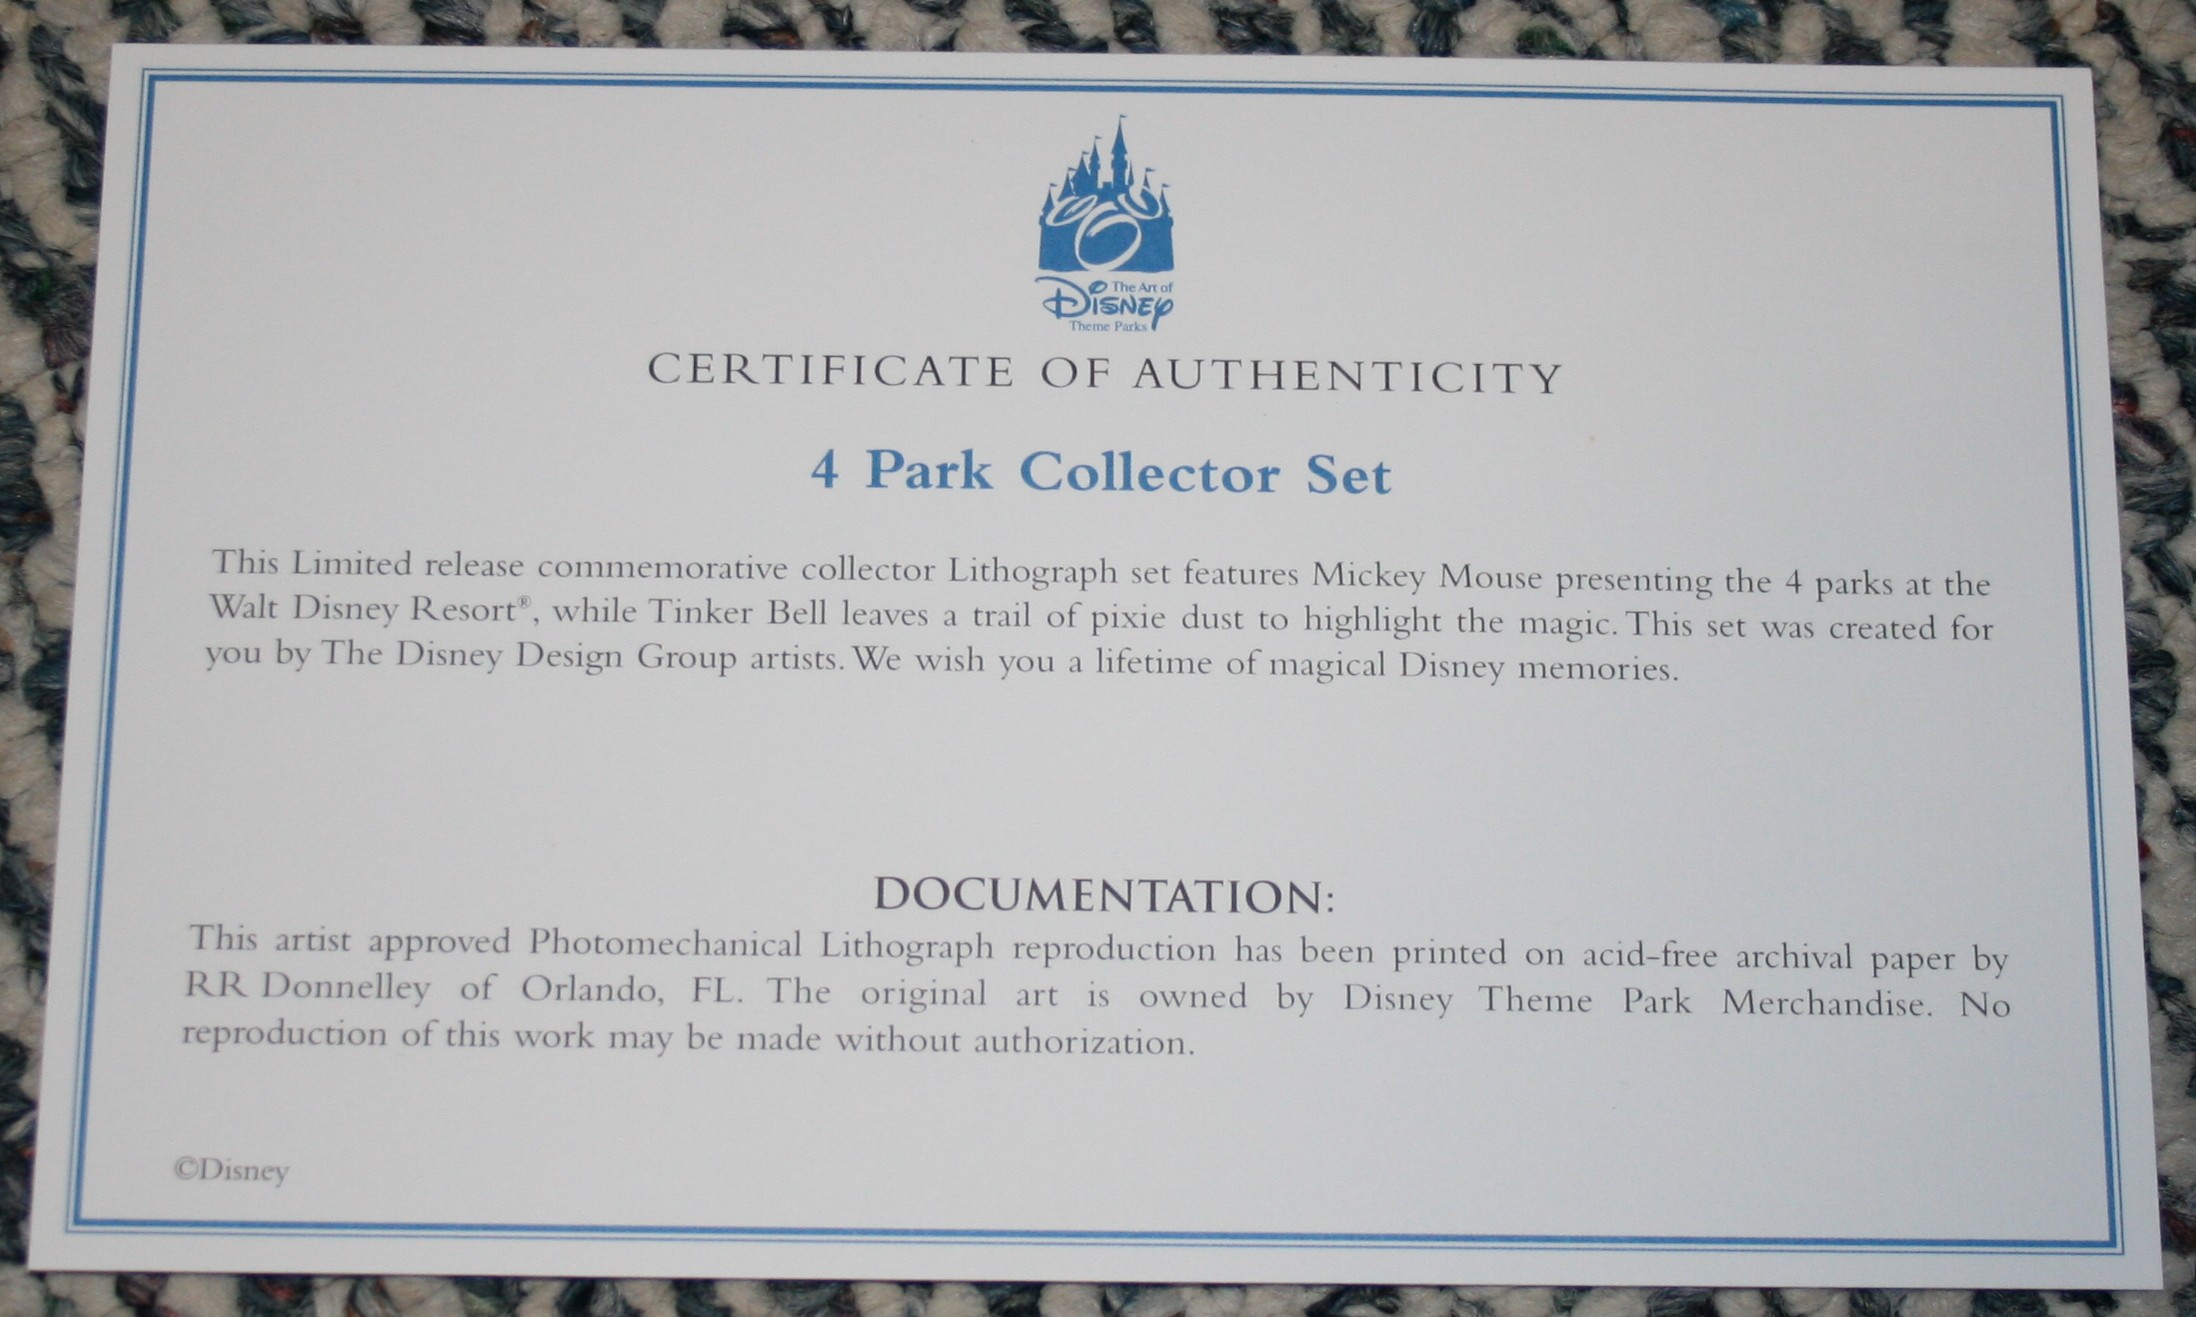 The Art of
Disney
Theme Parks
CERTIFICATE OF AUTHENTICITY
4 Park Collector Set
This Limited release commemorative collector Lithograph set features Mickey Mouse presenting the 4 parks at the
Walt Disney Resort®, while Tinker Bell leaves a trail of pixie dust to highlight the magic. This set was created for
you by The Disney Design Group artists. We wish you a lifetime of magical Disney memories.
DOCUMENTATION:
This artist approved Photomechanical Lithograph reproduction has been printed on acid-free archival paper by
RR Donnelley of Orlando, FL. The original art is owned by Disney Theme Park Merchandise. No
reproduction of this work may be made without authorization.
©Disney